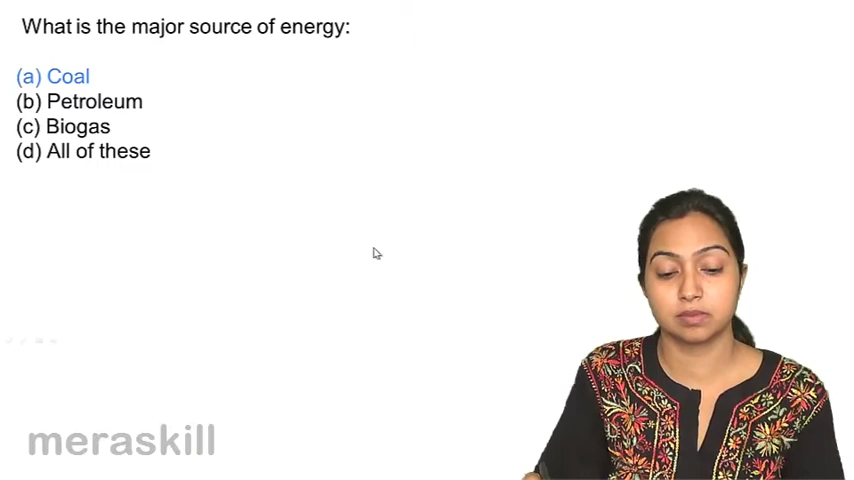 What is the major source of energy:
(a) Coal
(b) Petroleum
(c) Biogas
(d) All of these
meraskill